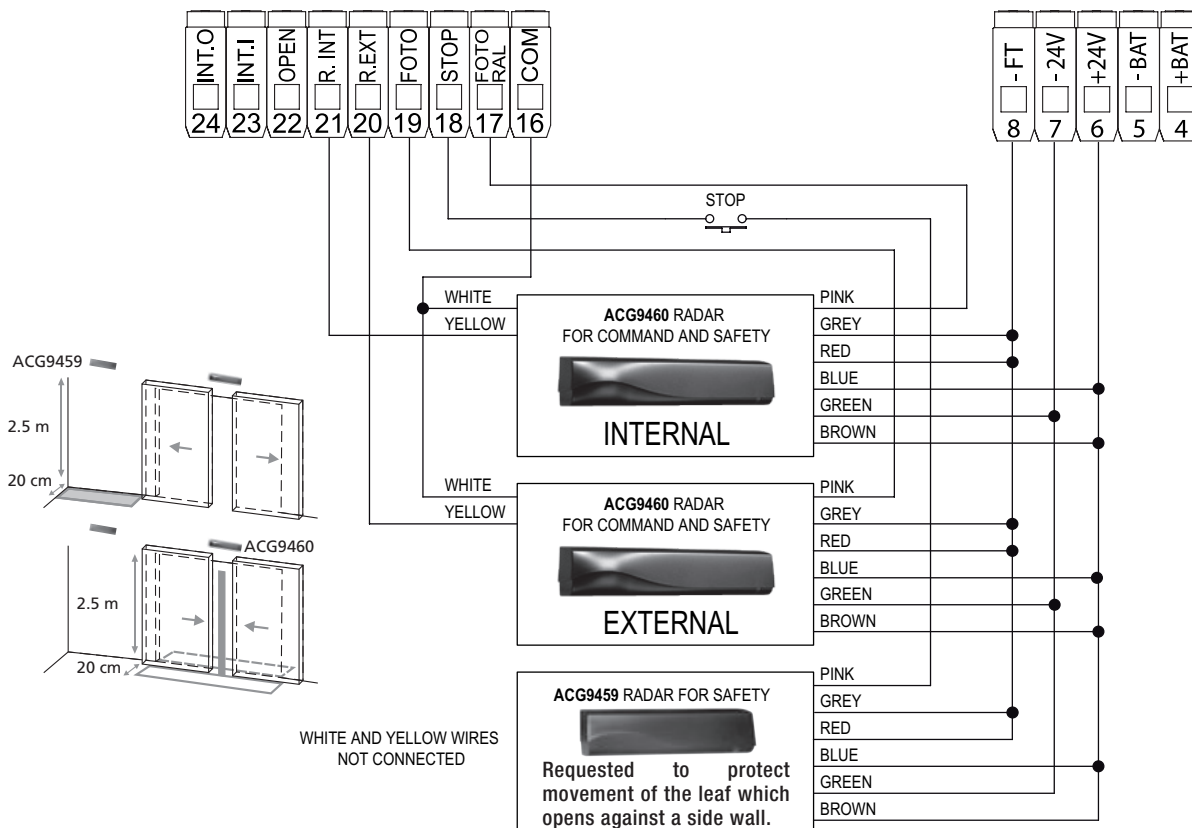 INT.O INT.I OPEN R. INT R.EXT FOTO STOP FOTO RAL COM
24 23 22 21 20 19 18 17 16
-FT -24V +24V -BAT +BAT
8 7 6 5 4
STOP
WHITE
YELLOW
ACG9460 RADAR
FOR COMMAND AND SAFETY
INTERNAL
PINK
GREY
RED
BLUE
GREEN
BROWN
ACG9459
2.5 m
20 cm
WHITE
YELLOW
ACG9460 RADAR
FOR COMMAND AND SAFETY
EXTERNAL
PINK
GREY
RED
BLUE
GREEN
BROWN
ACG9460
2.5 m
20 cm
WHITE AND YELLOW WIRES
NOT CONNECTED
ACG9459 RADAR FOR SAFETY
Requested to protect
movement of the leaf which
opens against a side wall.
PINK
GREY
RED
BLUE
GREEN
BROWN